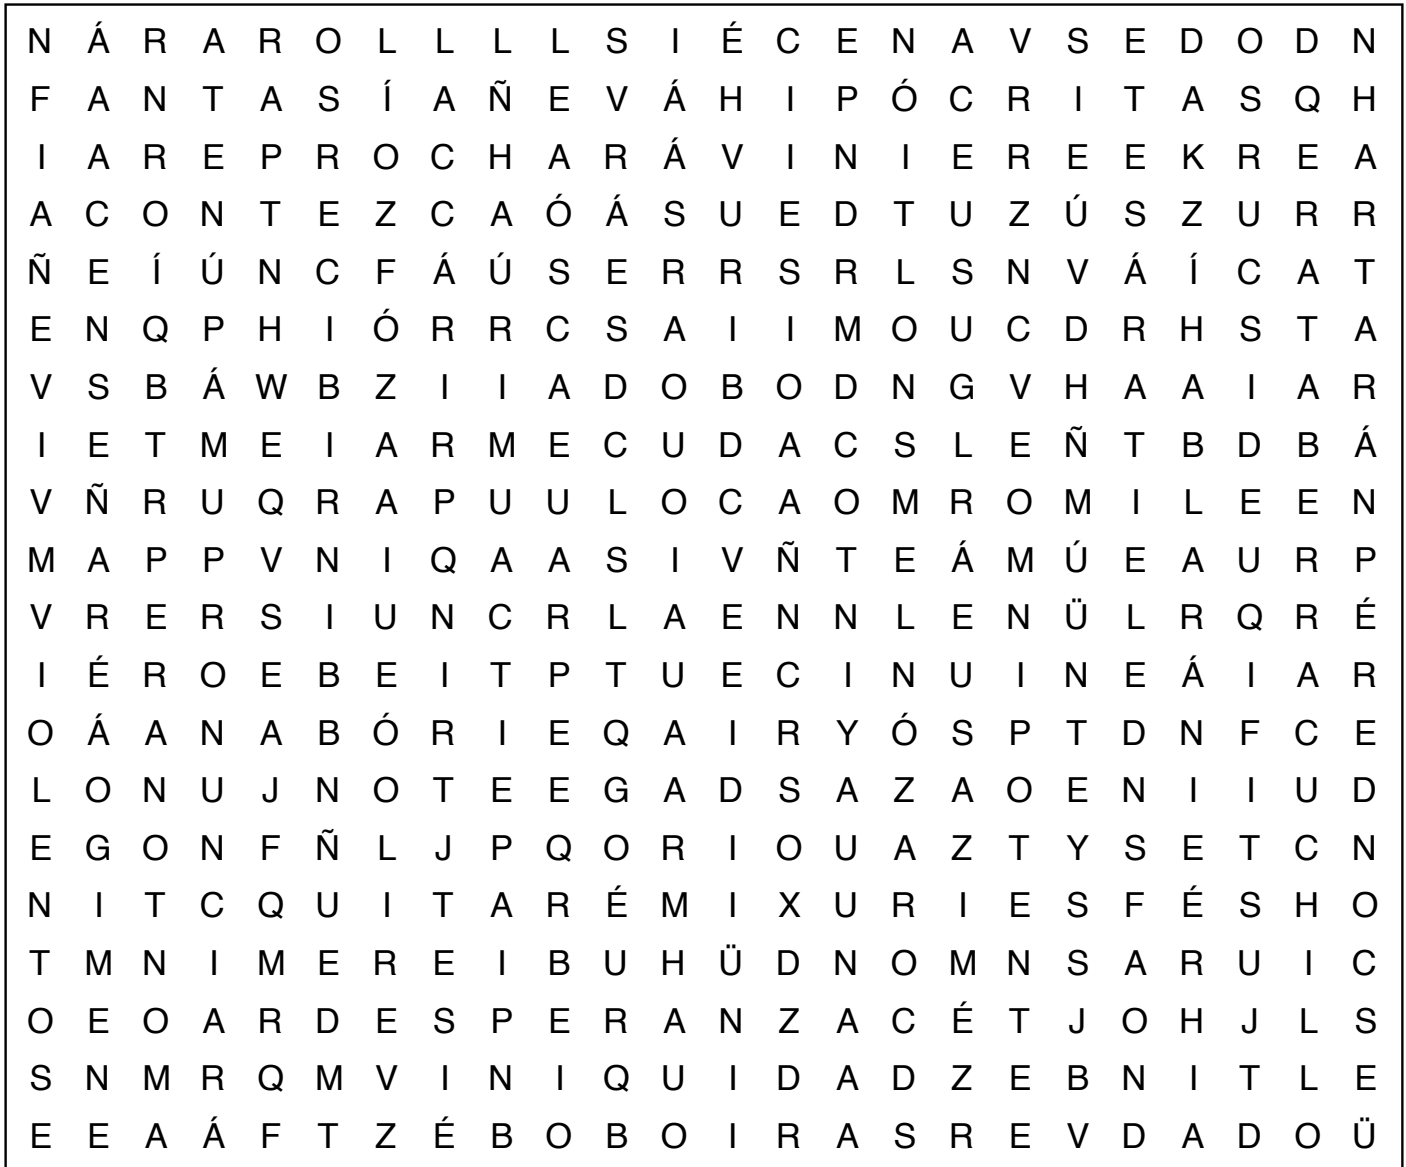 N Á R A R O L L L L S I É C E N A V S E D O D N
F A N T A S Í A Ñ E V Á H I P Ó C R I T A S Q H
I A R E P R O C H A R Á V I N I E R E E K R E A
A C O N T E Z C A Ó Á S U E D T U Z Ú S Z U R R
Ñ E Í Ú N C F Á Ú S E R R S R L S N V Á Í C A T
E N Q P H I Ó R R C S A I I M O U C D R H S T A
V S B Á W B Z I I A D O B O D N G V H A A I A R
I E T M E I A R M E C U D A C S L E Ñ T B D B Á
V Ñ R U Q R A P U U L O C A O M R O M I L E E N
M A P P V N I Q A A S I V Ñ T E Á M Ú E A U R P
V R E R S I U N C R L A E N N L E N Ü L R Q R É
I É R O E B E I T P T U E C I N U I N E Á I A R
O Á A N A B Ó R I E Q A I R Y Ó S P T D N F C E
L O N U J N O T E E G A D S A Z A O E N I I U D
E G O N F Ñ L J P Q O R I O U A Z T Y S E T C N
N I T C Q U I T A R É M I X U R I E S F É S H O
T M N I M E R E I B U H Ü D N O M N S A R U I C
O E O A R D E S P E R A N Z A C É T J O H J L S
S N M R Q M V I N I Q U I D A D Z E B N I T L E
E E A Á F T Z É B O B O I R A S R E V D A D O Ü